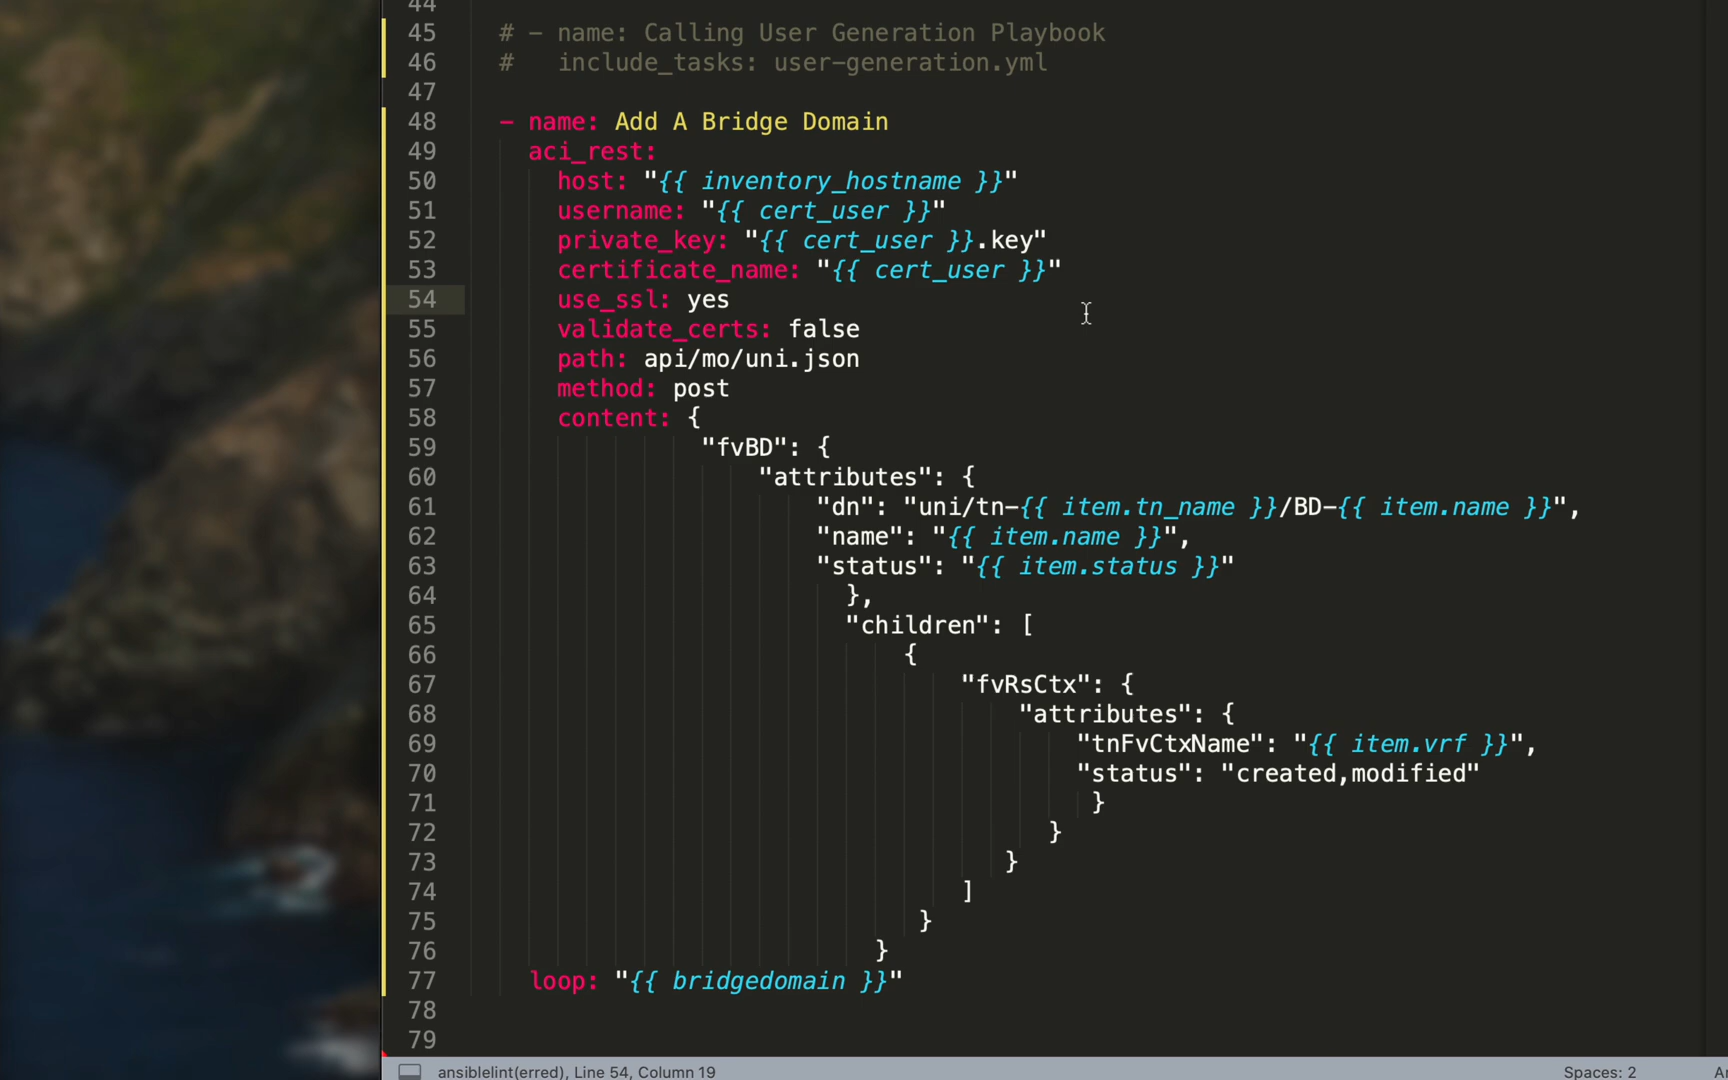 44
45 # - name: Calling User Generation Playbook
46 #   include_tasks: user-generation.yml
47
48 - name: Add A Bridge Domain
49   aci_rest:
50     host: "{{ inventory_hostname }}"
51     username: "{{ cert_user }}"
52     private_key: "{{ cert_user }}.key"
53     certificate_name: "{{ cert_user }}"
54     use_ssl: yes
55     validate_certs: false
56     path: api/mo/uni.json
57     method: post
58     content: {
59               "fvBD": {
60                   "attributes": {
61                       "dn": "uni/tn-{{ item.tn_name }}/BD-{{ item.name }}",
62                       "name": "{{ item.name }}",
63                       "status": "{{ item.status }}"
64                         },
65                         "children": [
66                             {
67                                 "fvRsCtx": {
68                                     "attributes": {
69                                         "tnFvCtxName": "{{ item.vrf }}",
70                                         "status": "created,modified"
71                                          }
72                                       }
73                                    }
74                                 ]
75                              }
76                           }
77   loop: "{{ bridgedomain }}"
78
79
ansiblelint(erred), Line 54, Column 19
Spaces: 2